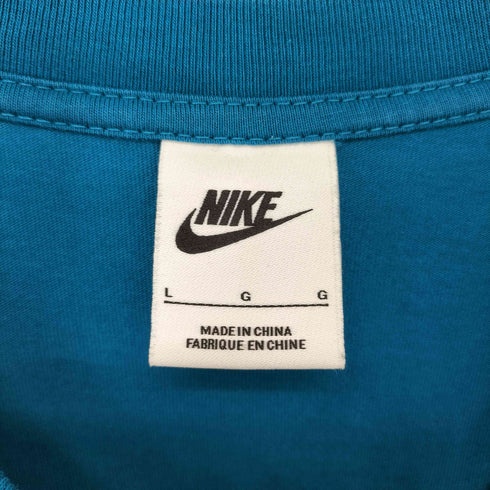 NIKE
L G G
MADE IN CHINA
FABRIQUE EN CHINE